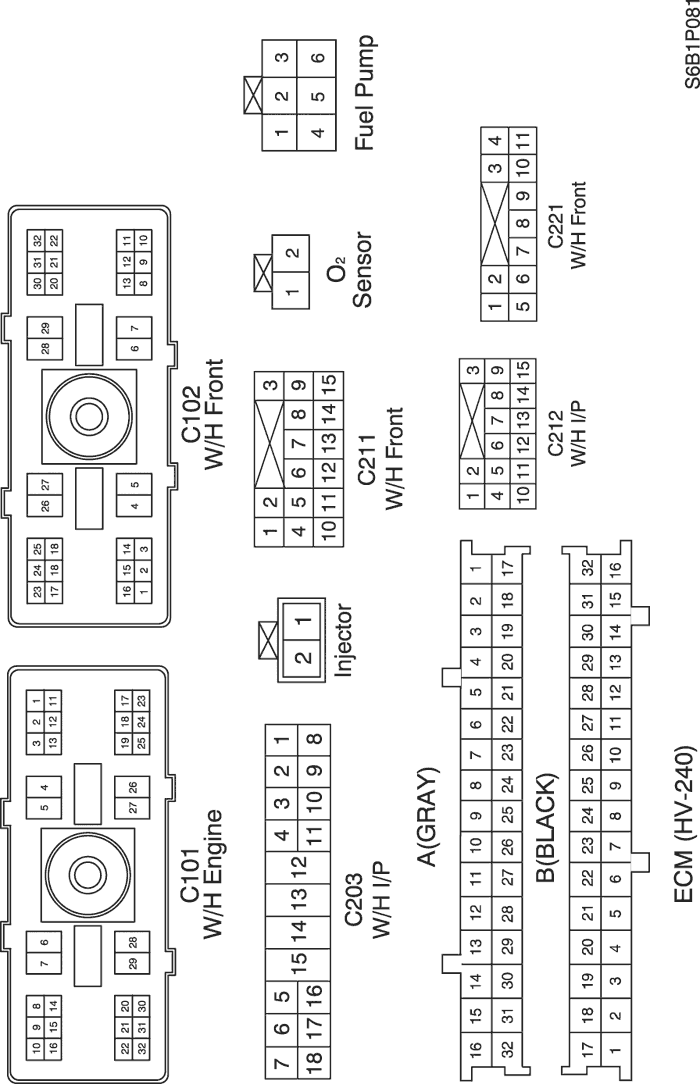 10 9 8 7 6 5 4 3 2 1
16 15 14 13 12 11
22 21 20 29 28 27 26 19 18 17
32 31 30 25 24 23
C101
W/H Engine
23 24 25 26 27 28 29 30 31 32
17 18 18 20 21 22
16 15 14 4 5 6 7 13 12 11
1 2 3 8 9 10
C102
W/H Front
7 6 5 15 14 13 12 4 3 2 1
18 17 16 11 10 9 8
C203
W/H I/P
2 1
Injector
1 2 3
4 5 6 7 8 9
10 11 12 13 14 15
C211
W/H Front
1 2
O₂
Sensor
1 2 3
4 5 6
Fuel Pump
A(GRAY)
16 15 14 13 12 11 10 9 8 7 6 5 4 3 2 1
32 31 30 29 28 27 26 25 24 23 22 21 20 19 18 17
B(BLACK)
17 18 19 20 21 22 23 24 25 26 27 28 29 30 31 32
1 2 3 4 5 6 7 8 9 10 11 12 13 14 15 16
ECM (HV-240)
1 2 3
4 5 6 7 8 9
10 11 12 13 14 15
C212
W/H I/P
1 2 3 4
5 6 7 8 9 10 11
C221
W/H Front
S6B1P081